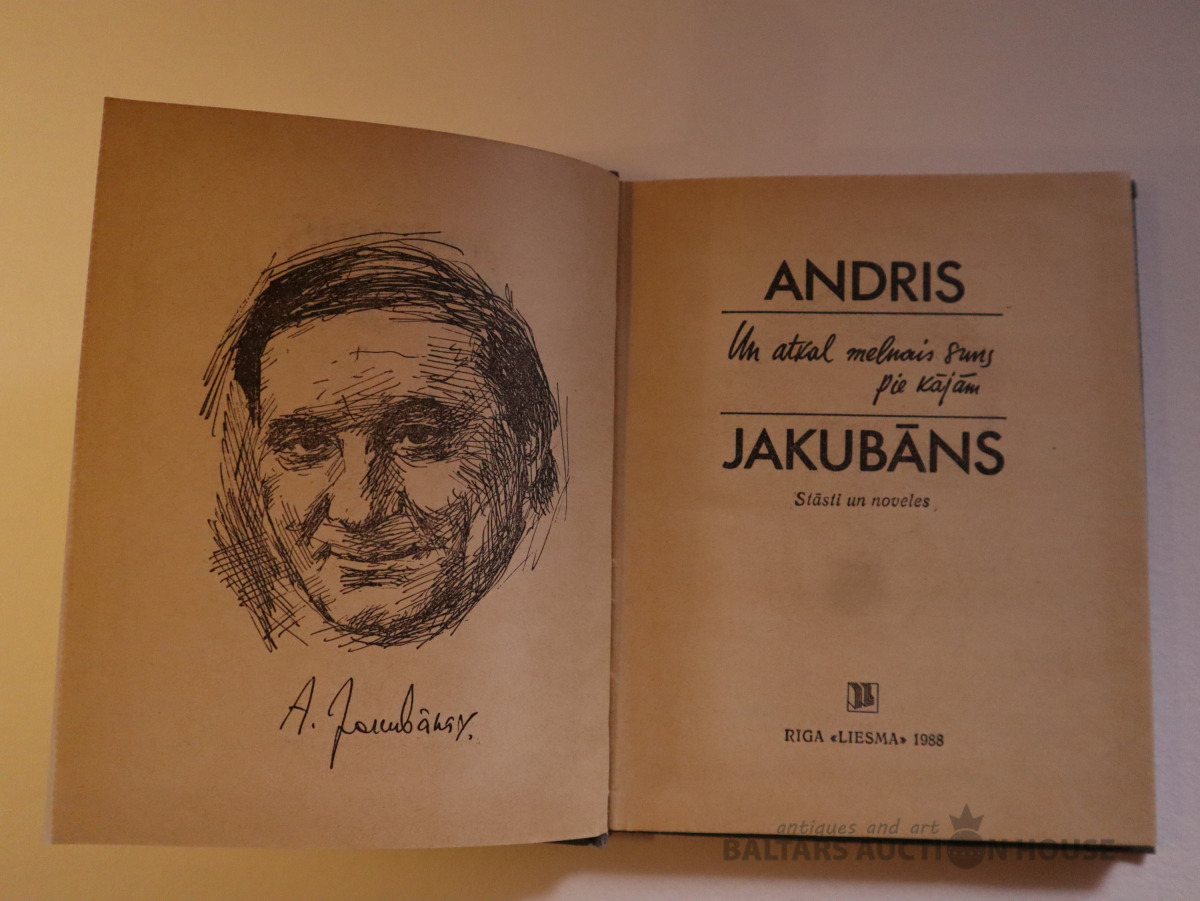 A. Jakubāns.
ANDRIS
Un atkal melnais suns
pie kājām
JAKUBĀNS
Stāsti un noveles
RIGA «LIESMA» 1988
antiques and art
BALTARS AUCTION HOUSE